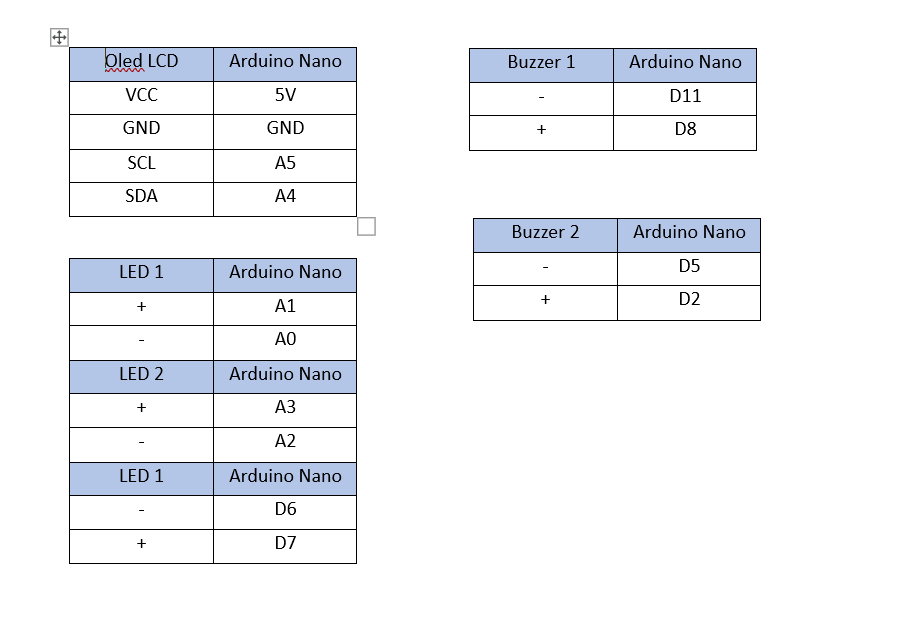 Oled LCD Arduino Nano
VCC 5V
GND GND
SCL A5
SDA A4
LED 1 Arduino Nano
+ A1
- A0
LED 2 Arduino Nano
+ A3
- A2
LED 1 Arduino Nano
- D6
+ D7
Buzzer 1 Arduino Nano
- D11
+ D8
Buzzer 2 Arduino Nano
- D5
+ D2